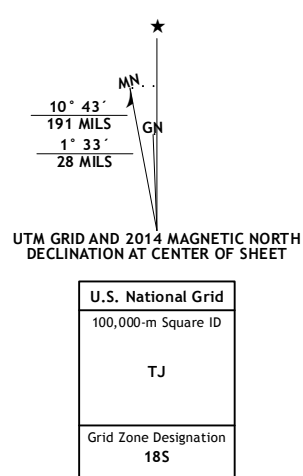 ★
MN
10° 43´
191 MILS
GN
1° 33´
28 MILS
UTM GRID AND 2014 MAGNETIC NORTH
DECLINATION AT CENTER OF SHEET
U.S. National Grid
100,000-m Square ID
TJ
Grid Zone Designation
18S